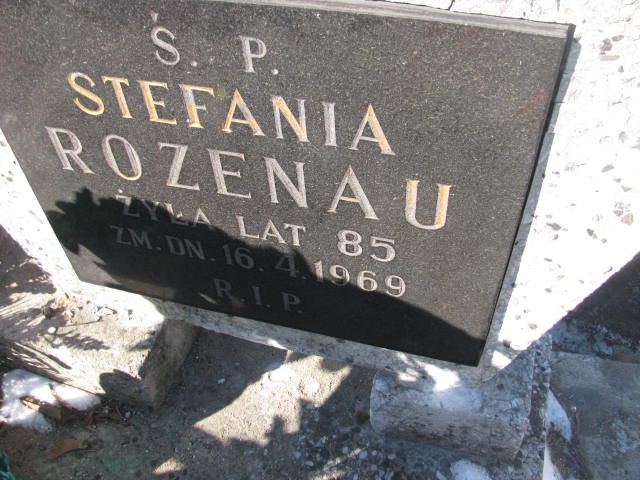 Ś. P.
STEFANIA
ROZENAU
ŻYŁA LAT 85
ZM. DN. 16. 4. 1969
R. I. P.